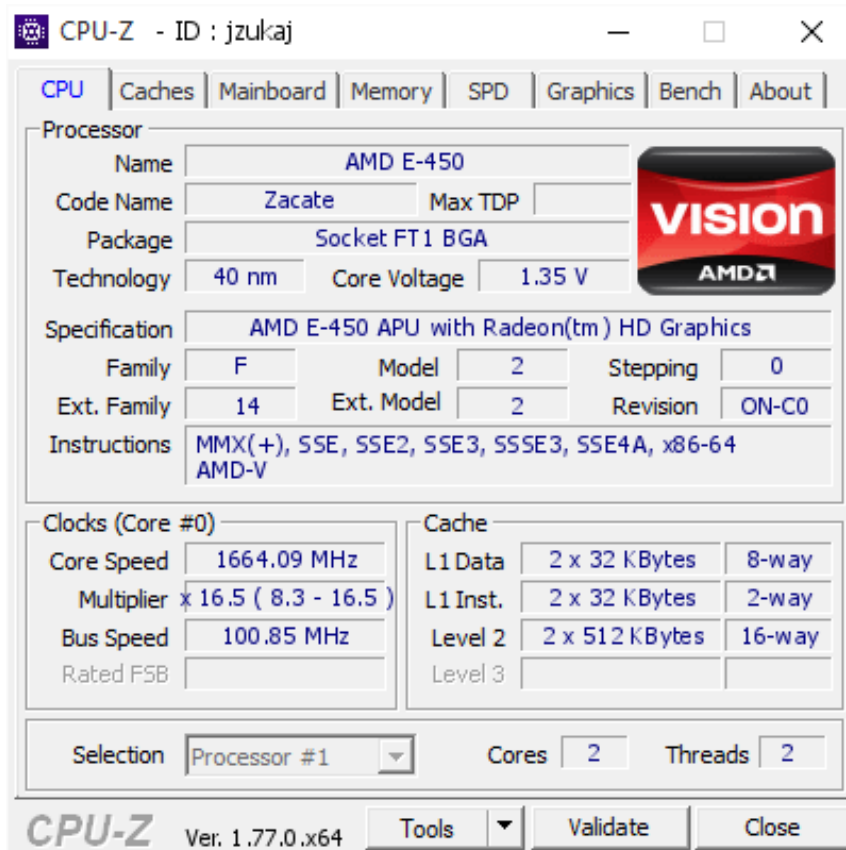 CPU-Z - ID : jzukaj
CPU Caches Mainboard Memory SPD Graphics Bench About
Processor
Name AMD E-450
Code Name Zacate Max TDP
Package Socket FT1 BGA
Technology 40 nm Core Voltage 1.35 V
VISION
AMD
Specification AMD E-450 APU with Radeon(tm) HD Graphics
Family F Model 2 Stepping 0
Ext. Family 14 Ext. Model 2 Revision ON-C0
Instructions MMX(+), SSE, SSE2, SSE3, SSSE3, SSE4A, x86-64
AMD-V
Clocks (Core #0)
Core Speed 1664.09 MHz
Multiplier x 16.5 ( 8.3 - 16.5 )
Bus Speed 100.85 MHz
Rated FSB
Cache
L1 Data 2 x 32 KBytes 8-way
L1 Inst. 2 x 32 KBytes 2-way
Level 2 2 x 512 KBytes 16-way
Level 3
Selection Processor #1 Cores 2 Threads 2
CPU-Z Ver. 1.77.0.x64 Tools Validate Close